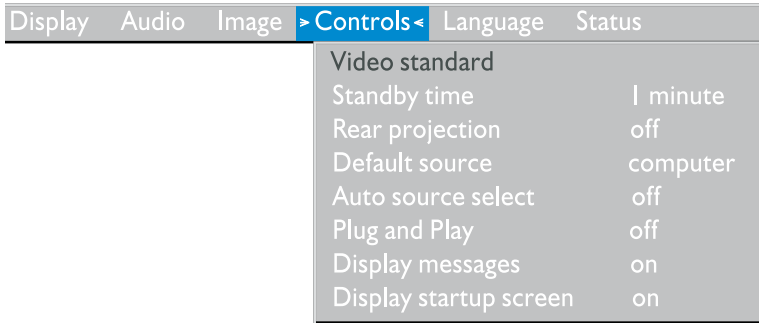 Display Audio Image > Controls < Language Status
Video standard
Standby time 1 minute
Rear projection off
Default source computer
Auto source select off
Plug and Play off
Display messages on
Display startup screen on